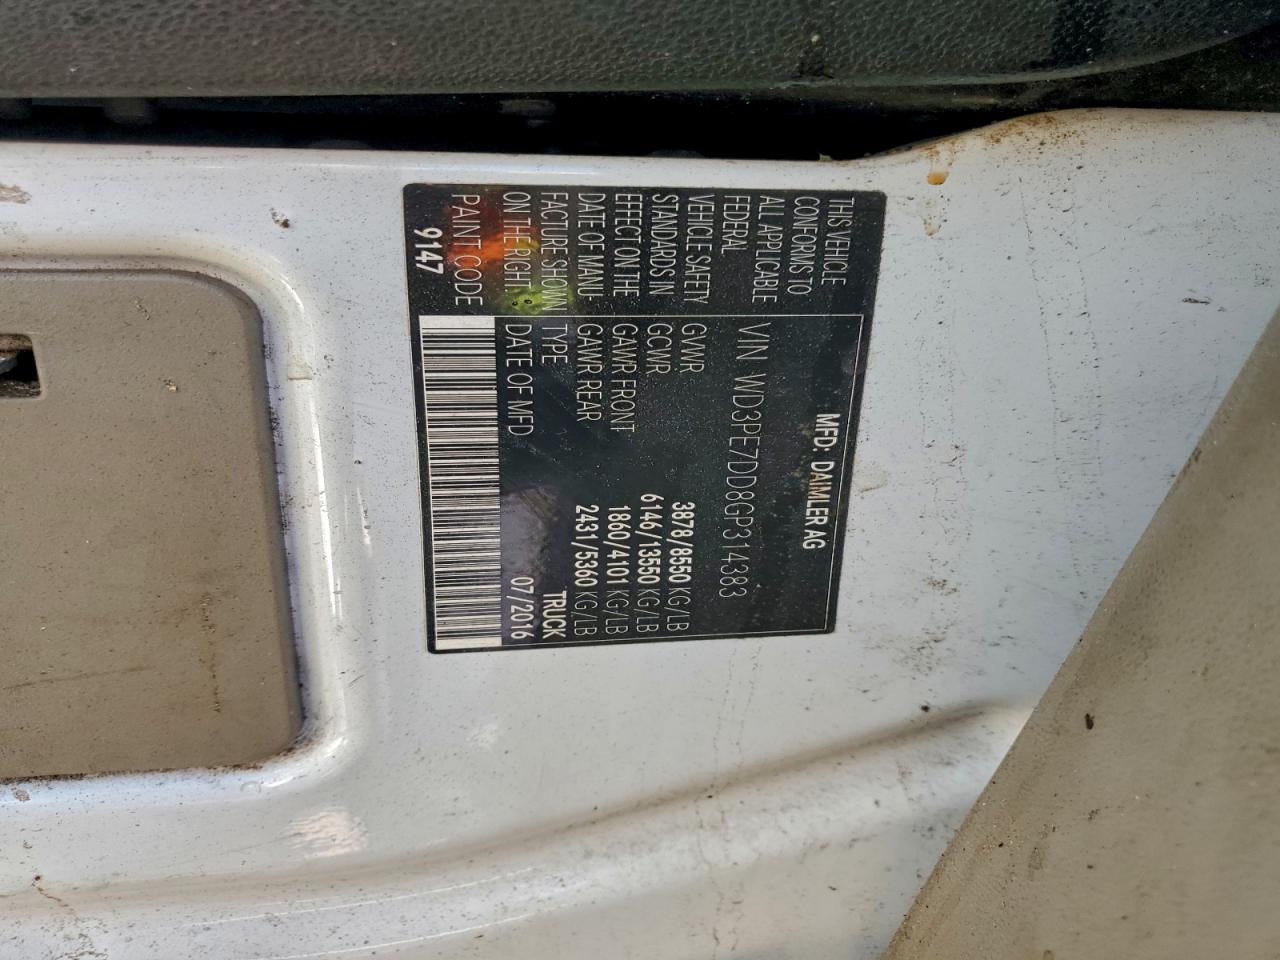 THIS VEHICLE
CONFORMS TO
ALL APPLICABLE
FEDERAL
VEHICLE SAFETY
STANDARDS IN
EFFECT ON THE
DATE OF MANU-
FACTURE SHOWN
ON THE RIGHT.
PAINT CODE
9147
MFD: DAIMLER AG
VIN WD3PE7DD8GP314383
GVWR 3878/8550 KG/LB
GCWR 6146/13550 KG/LB
GAWR FRONT 1860/4101 KG/LB
GAWR REAR 2431/5360 KG/LB
TYPE TRUCK
DATE OF MFD 07/2016